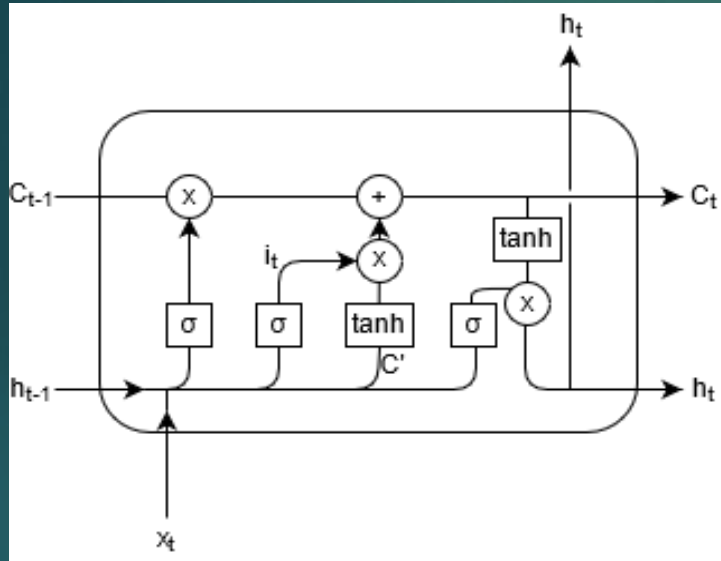 hₜ
Cₜ₋₁ x + Cₜ
tanh
iₜ x
x
σ σ tanh σ
C'
hₜ₋₁ hₜ
xₜ